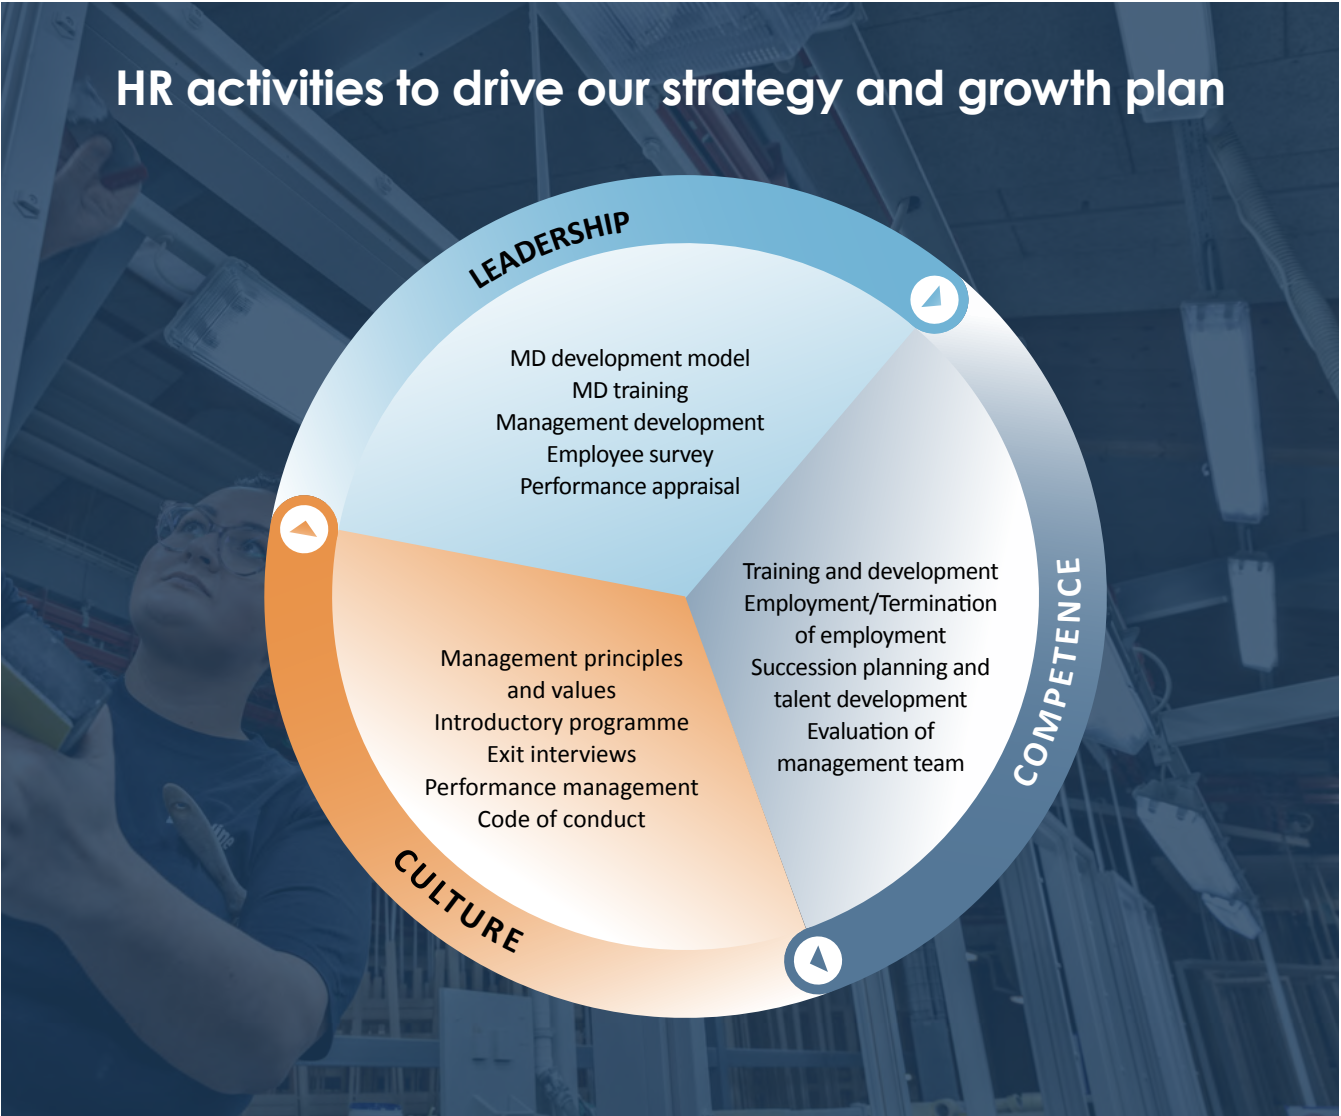 HR activities to drive our strategy and growth plan
LEADERSHIP
MD development model
MD training
Management development
Employee survey
Performance appraisal
Training and development
Employment/Termination
of employment
Succession planning and
talent development
Evaluation of
management team
COMPETENCE
Management principles
and values
Introductory programme
Exit interviews
Performance management
Code of conduct
CULTURE